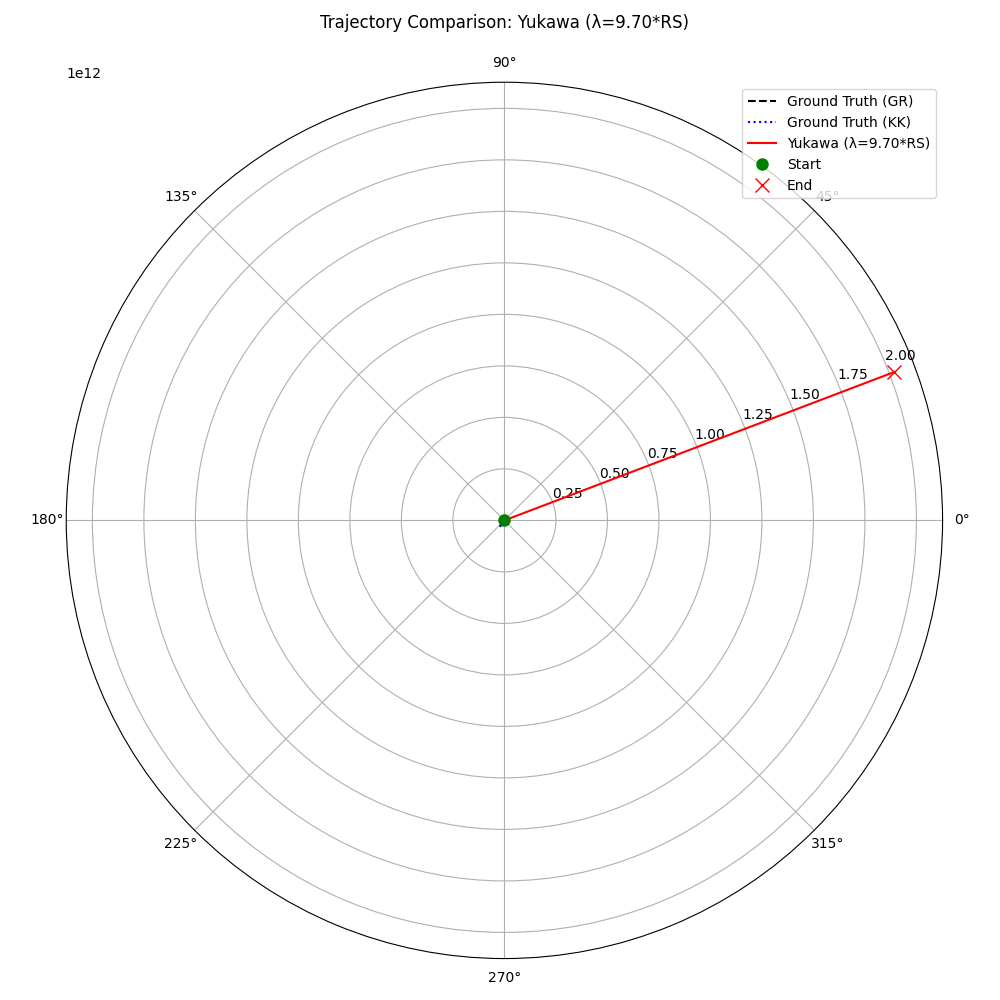 Trajectory Comparison: Yukawa (λ=9.70*RS)
1e12
90°
Ground Truth (GR)
Ground Truth (KK)
Yukawa (λ=9.70*RS)
Start
End
135°
45°
2.00
1.75
1.50
1.25
1.00
0.75
0.50
0.25
180°
0°
225°
315°
270°